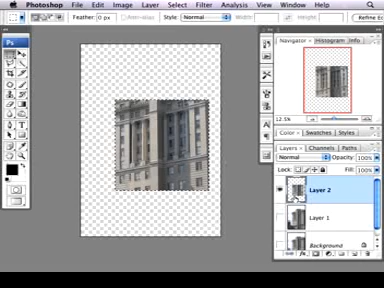 Photoshop File Edit Image Layer Select Filter Analysis View Window Help
Feather: 0 px Anti-alias Style: Normal Width: Height: Refine E
Ps
Navigator × Histogram Info
12.5%
Color × Swatches Styles
Layers × Channels Paths
Normal Opacity: 100%
Lock: Fill: 100%
Layer 2
Layer 1
Background